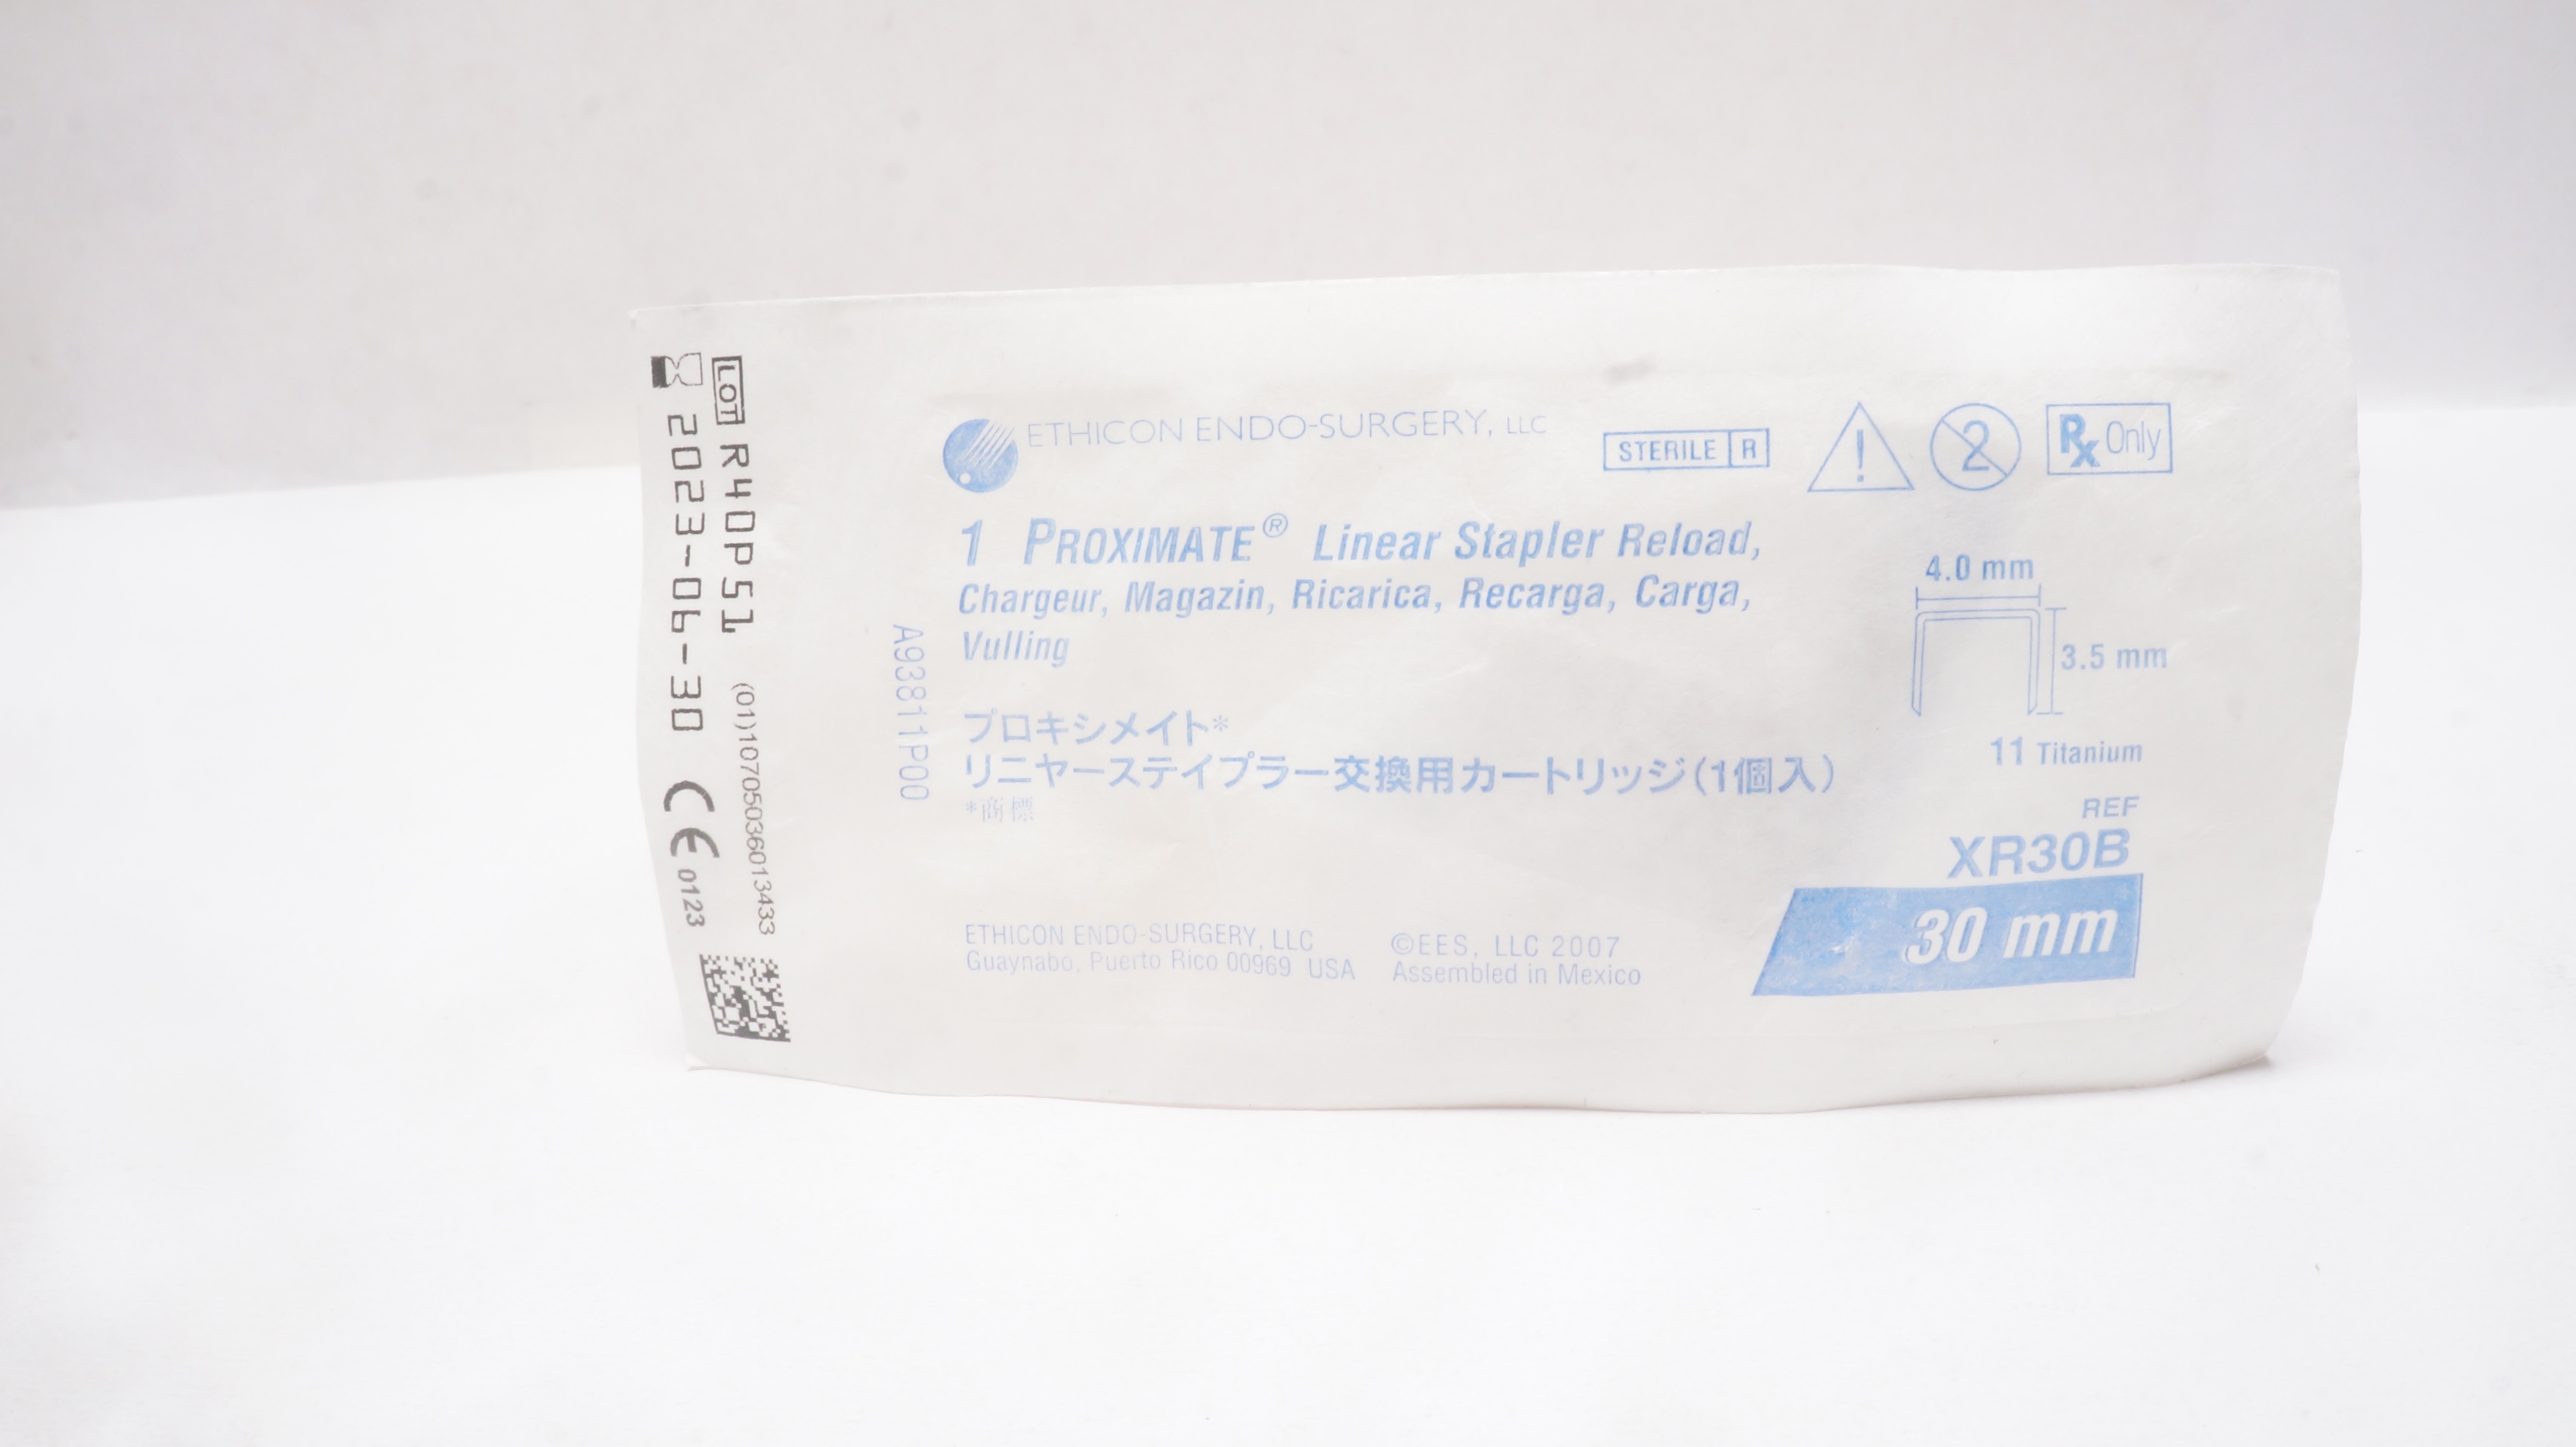 LOT R40P51 (01)10705036013433
2023-06-30 CE 0123
A93811P00
ETHICON ENDO-SURGERY, LLC
STERILE R
!
2
Rx Only
1 PROXIMATE® Linear Stapler Reload,
Chargeur, Magazin, Ricarica, Recarga, Carga,
Vulling
プロキシメイト*
リニヤーステイプラー交換用カートリッジ(1個入)
*商標
4.0 mm
3.5 mm
11 Titanium
REF
XR30B
30 mm
ETHICON ENDO-SURGERY, LLC
Guaynabo, Puerto Rico 00969 USA
©EES, LLC 2007
Assembled in Mexico